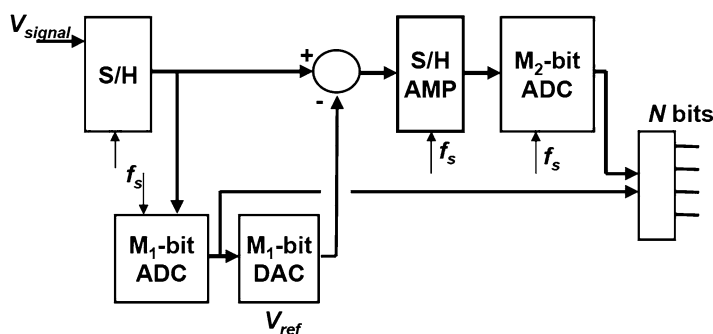 V_signal
S/H
+
-
S/H
AMP
M₂-bit
ADC
N bits
f_s
f_s
f_s
M₁-bit
ADC
M₁-bit
DAC
V_ref